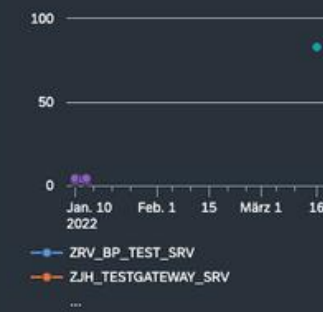 100
50
0
Jan. 10 Feb. 1 15 März 1 16
2022
ZRV_BP_TEST_SRV
ZJH_TESTGATEWAY_SRV
...